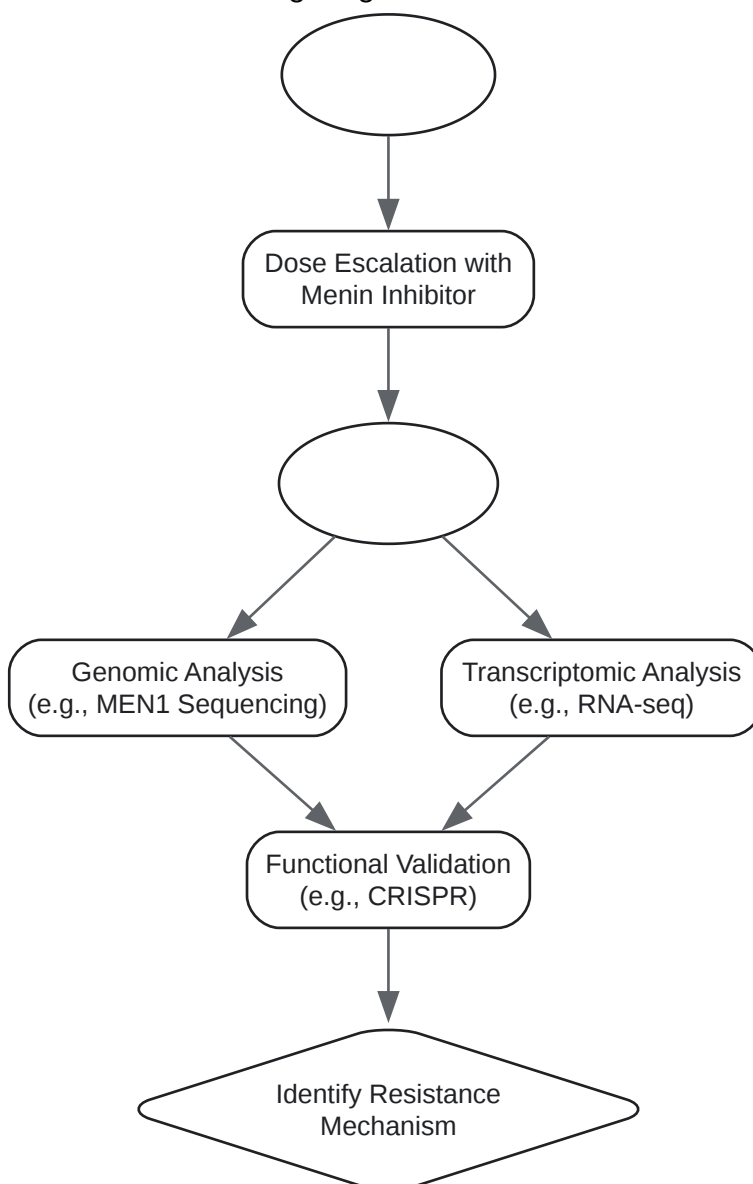 Dose Escalation with
Menin Inhibitor
Genomic Analysis
(e.g., MEN1 Sequencing)
Transcriptomic Analysis
(e.g., RNA-seq)
Functional Validation
(e.g., CRISPR)
Identify Resistance
Mechanism